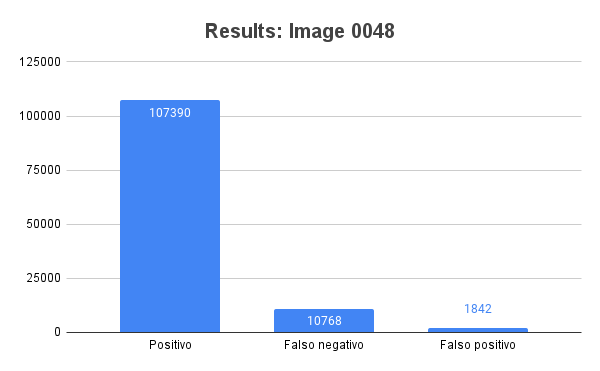 Results: Image 0048
125000
100000
75000
50000
25000
0
107390
10768
1842
Positivo
Falso negativo
Falso positivo